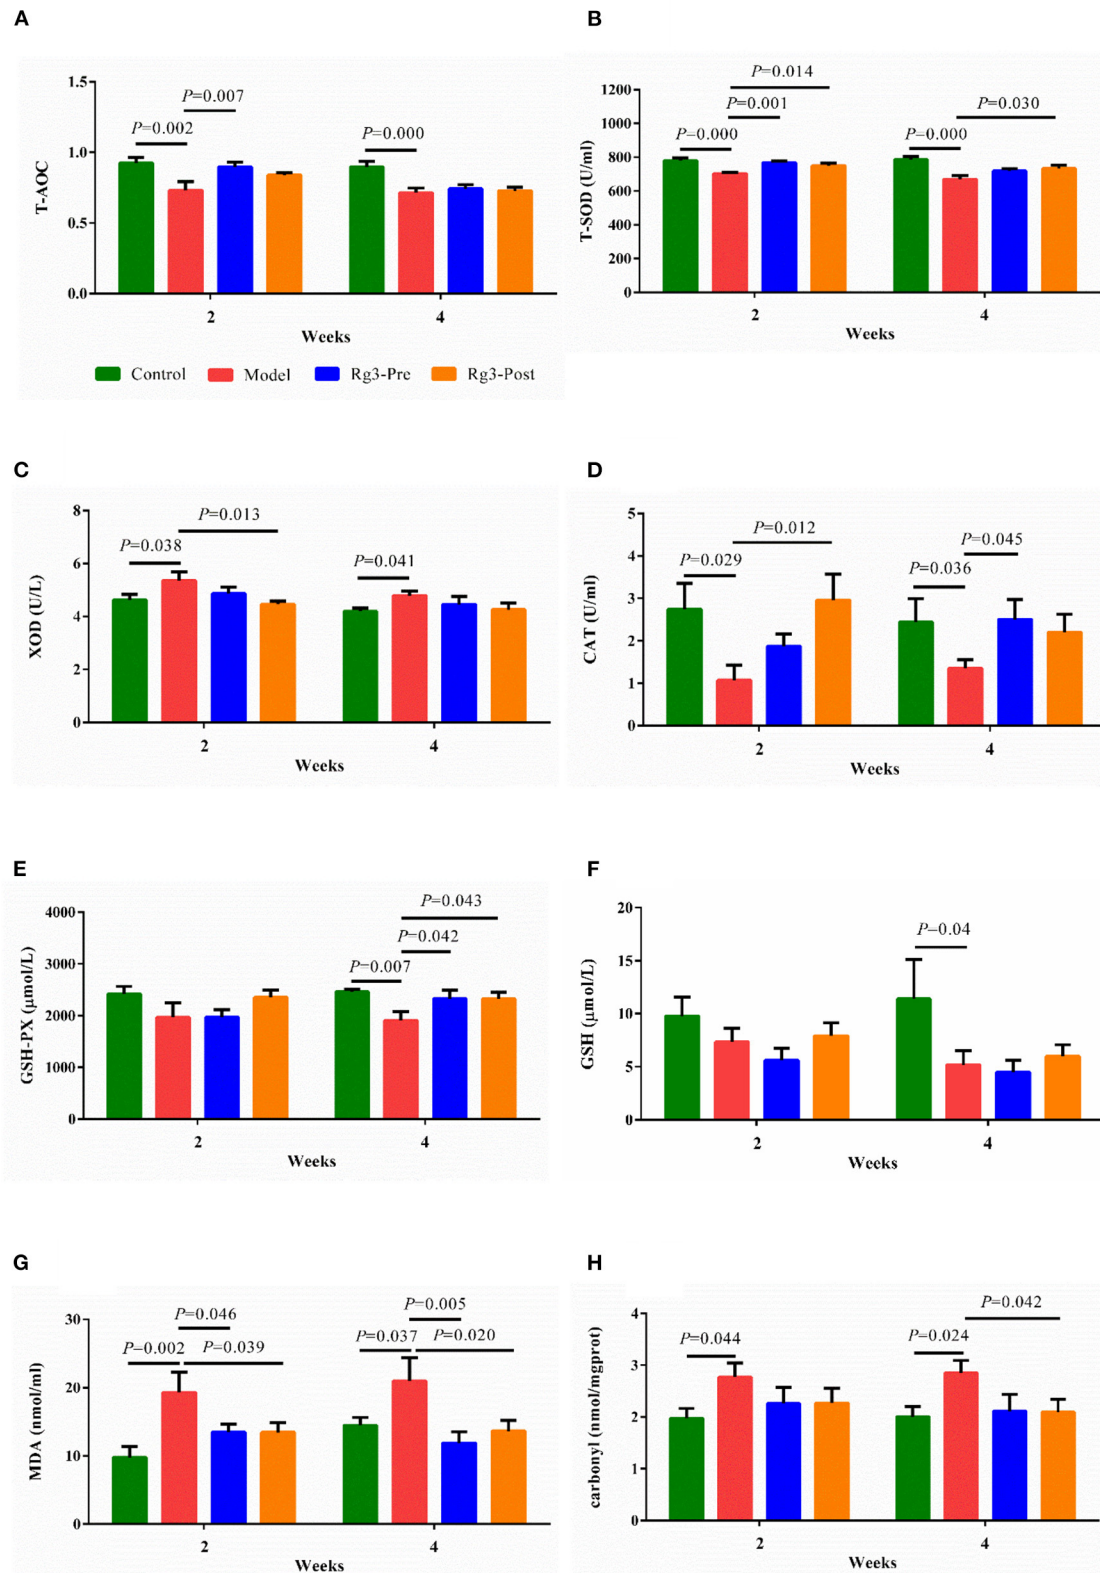 A
B
1.5
1.0
0.5
0.0
T-AOC
P=0.002
P=0.007
P=0.000
2
4
Weeks
Control
Model
Rg3-Pre
Rg3-Post
1200
1000
800
600
400
200
0
T-SOD (U/ml)
P=0.014
P=0.001
P=0.000
P=0.030
P=0.000
2
4
Weeks
C
D
8
6
4
2
0
XOD (U/L)
P=0.013
P=0.038
P=0.041
2
4
Weeks
5
4
3
2
1
0
CAT (U/ml)
P=0.012
P=0.029
P=0.045
P=0.036
2
4
Weeks
E
F
4000
3000
2000
1000
0
GSH-PX (μmol/L)
P=0.043
P=0.042
P=0.007
2
4
Weeks
20
15
10
5
0
GSH (μmol/L)
P=0.04
2
4
Weeks
G
H
30
20
10
0
MDA (nmol/ml)
P=0.046
P=0.002
P=0.039
P=0.005
P=0.037
P=0.020
2
4
Weeks
4
3
2
1
0
carbonyl (nmol/mgprot)
P=0.044
P=0.042
P=0.024
2
4
Weeks